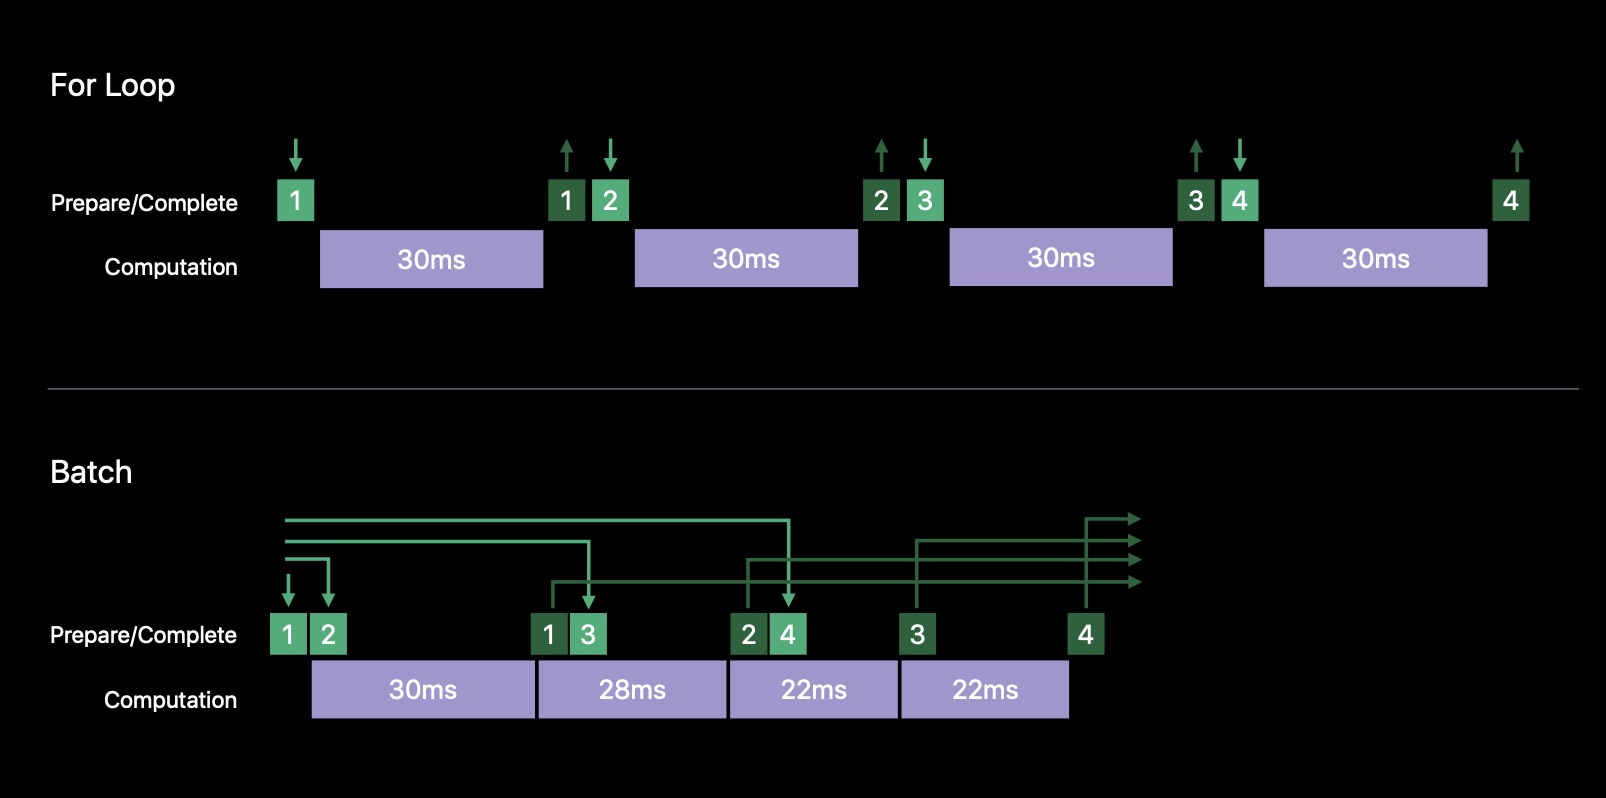 For Loop
Prepare/Complete 1 1 2 2 3 3 4 4
Computation 30ms 30ms 30ms 30ms
Batch
Prepare/Complete 1 2 1 3 2 4 3 4
Computation 30ms 28ms 22ms 22ms